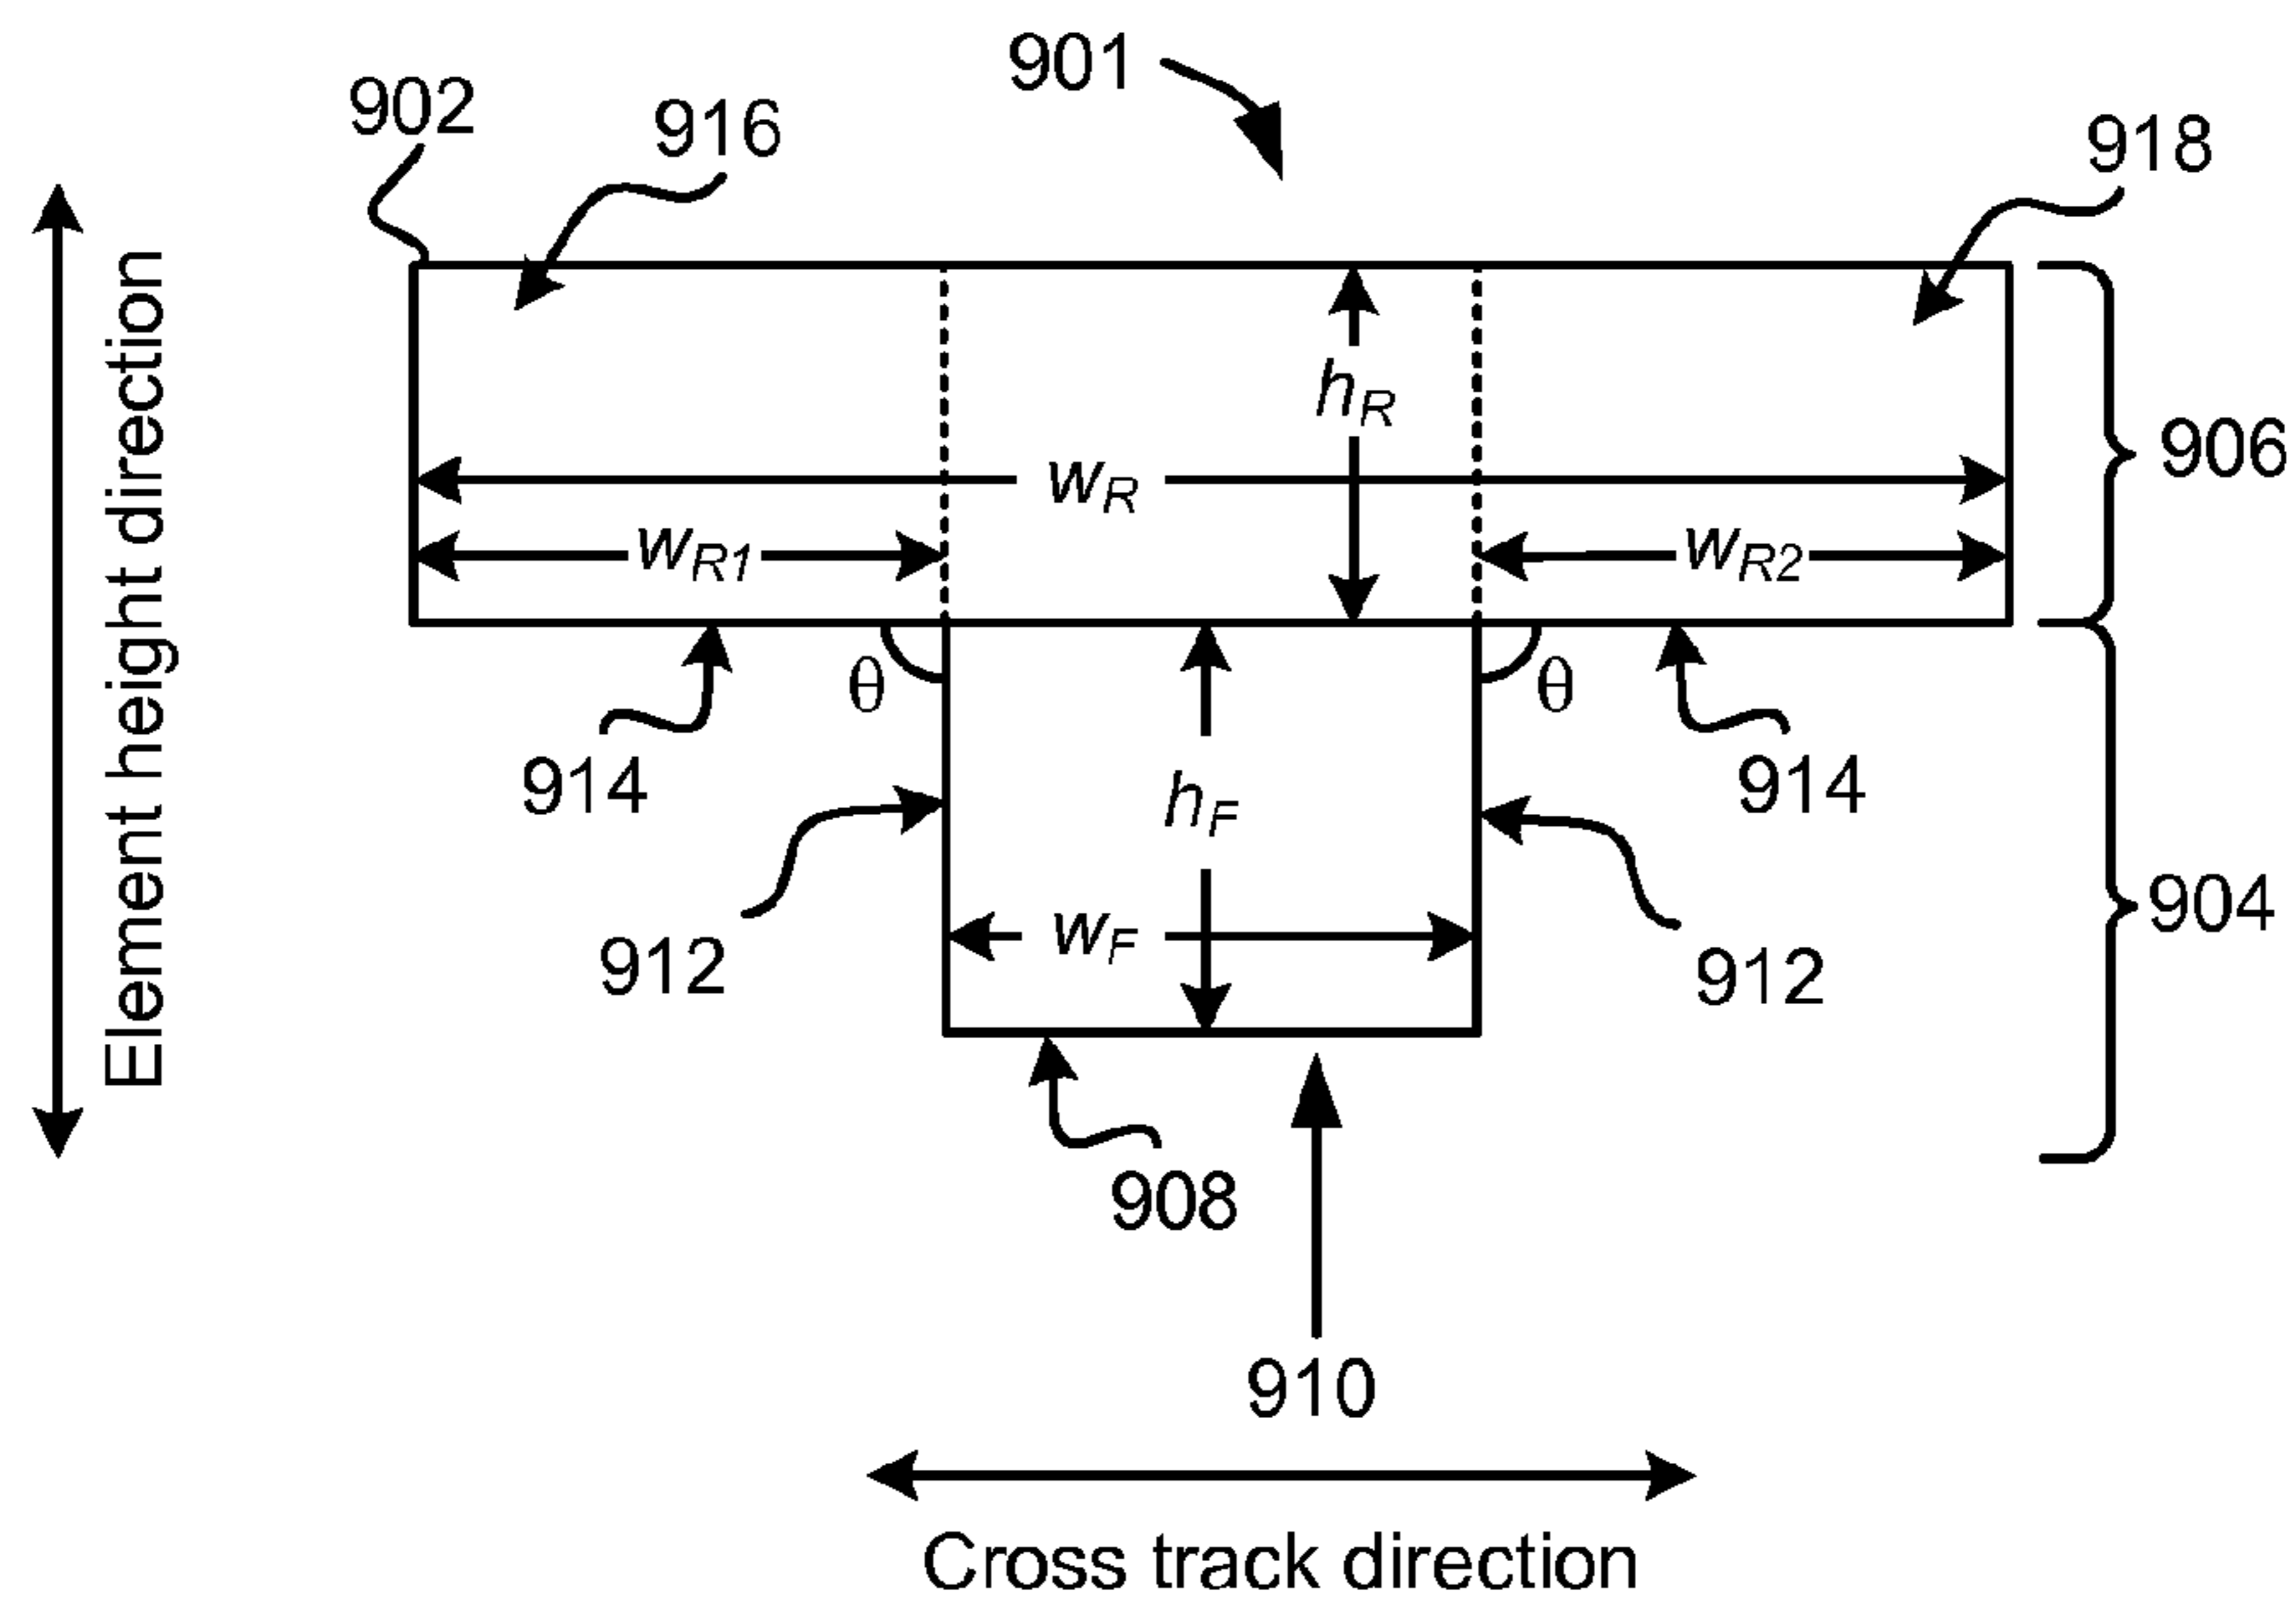 901
902
916
918
Element height direction
h_R
906
w_R
w_R1
w_R2
θ
θ
914
914
h_F
912
912
904
w_F
908
910
Cross track direction